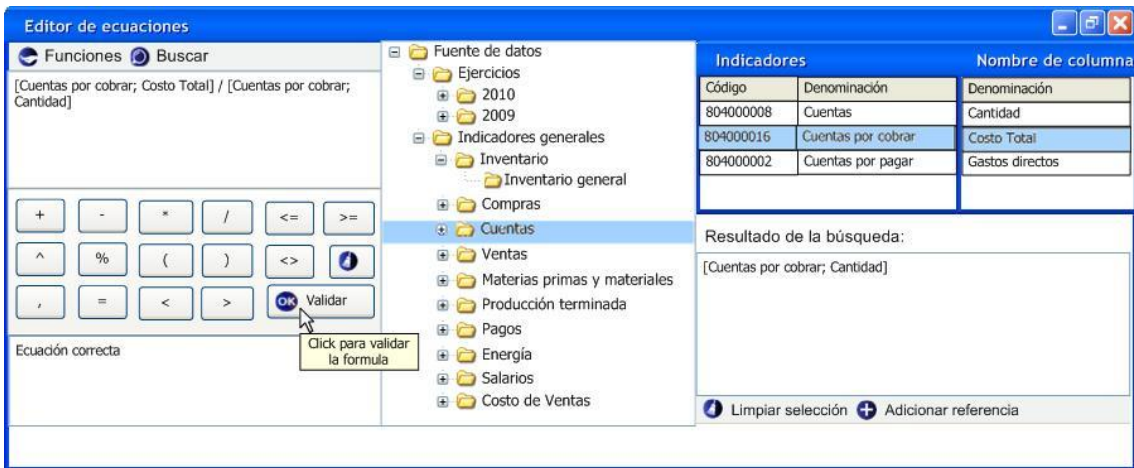 Editor de ecuaciones
Funciones Buscar
[Cuentas por cobrar; Costo Total] / [Cuentas por cobrar;
Cantidad]
+ - * / <= >=
^ % ( ) <>
, = < > OK Validar
Click para validar
la formula
Ecuación correcta
Fuente de datos
Ejercicios
2010
2009
Indicadores generales
Inventario
Inventario general
Compras
Cuentas
Ventas
Materias primas y materiales
Producción terminada
Pagos
Energía
Salarios
Costo de Ventas
Indicadores
Código Denominación
804000008 Cuentas
804000016 Cuentas por cobrar
804000002 Cuentas por pagar
Nombre de columna
Denominación
Cantidad
Costo Total
Gastos directos
Resultado de la búsqueda:
[Cuentas por cobrar; Cantidad]
Limpiar selección Adicionar referencia